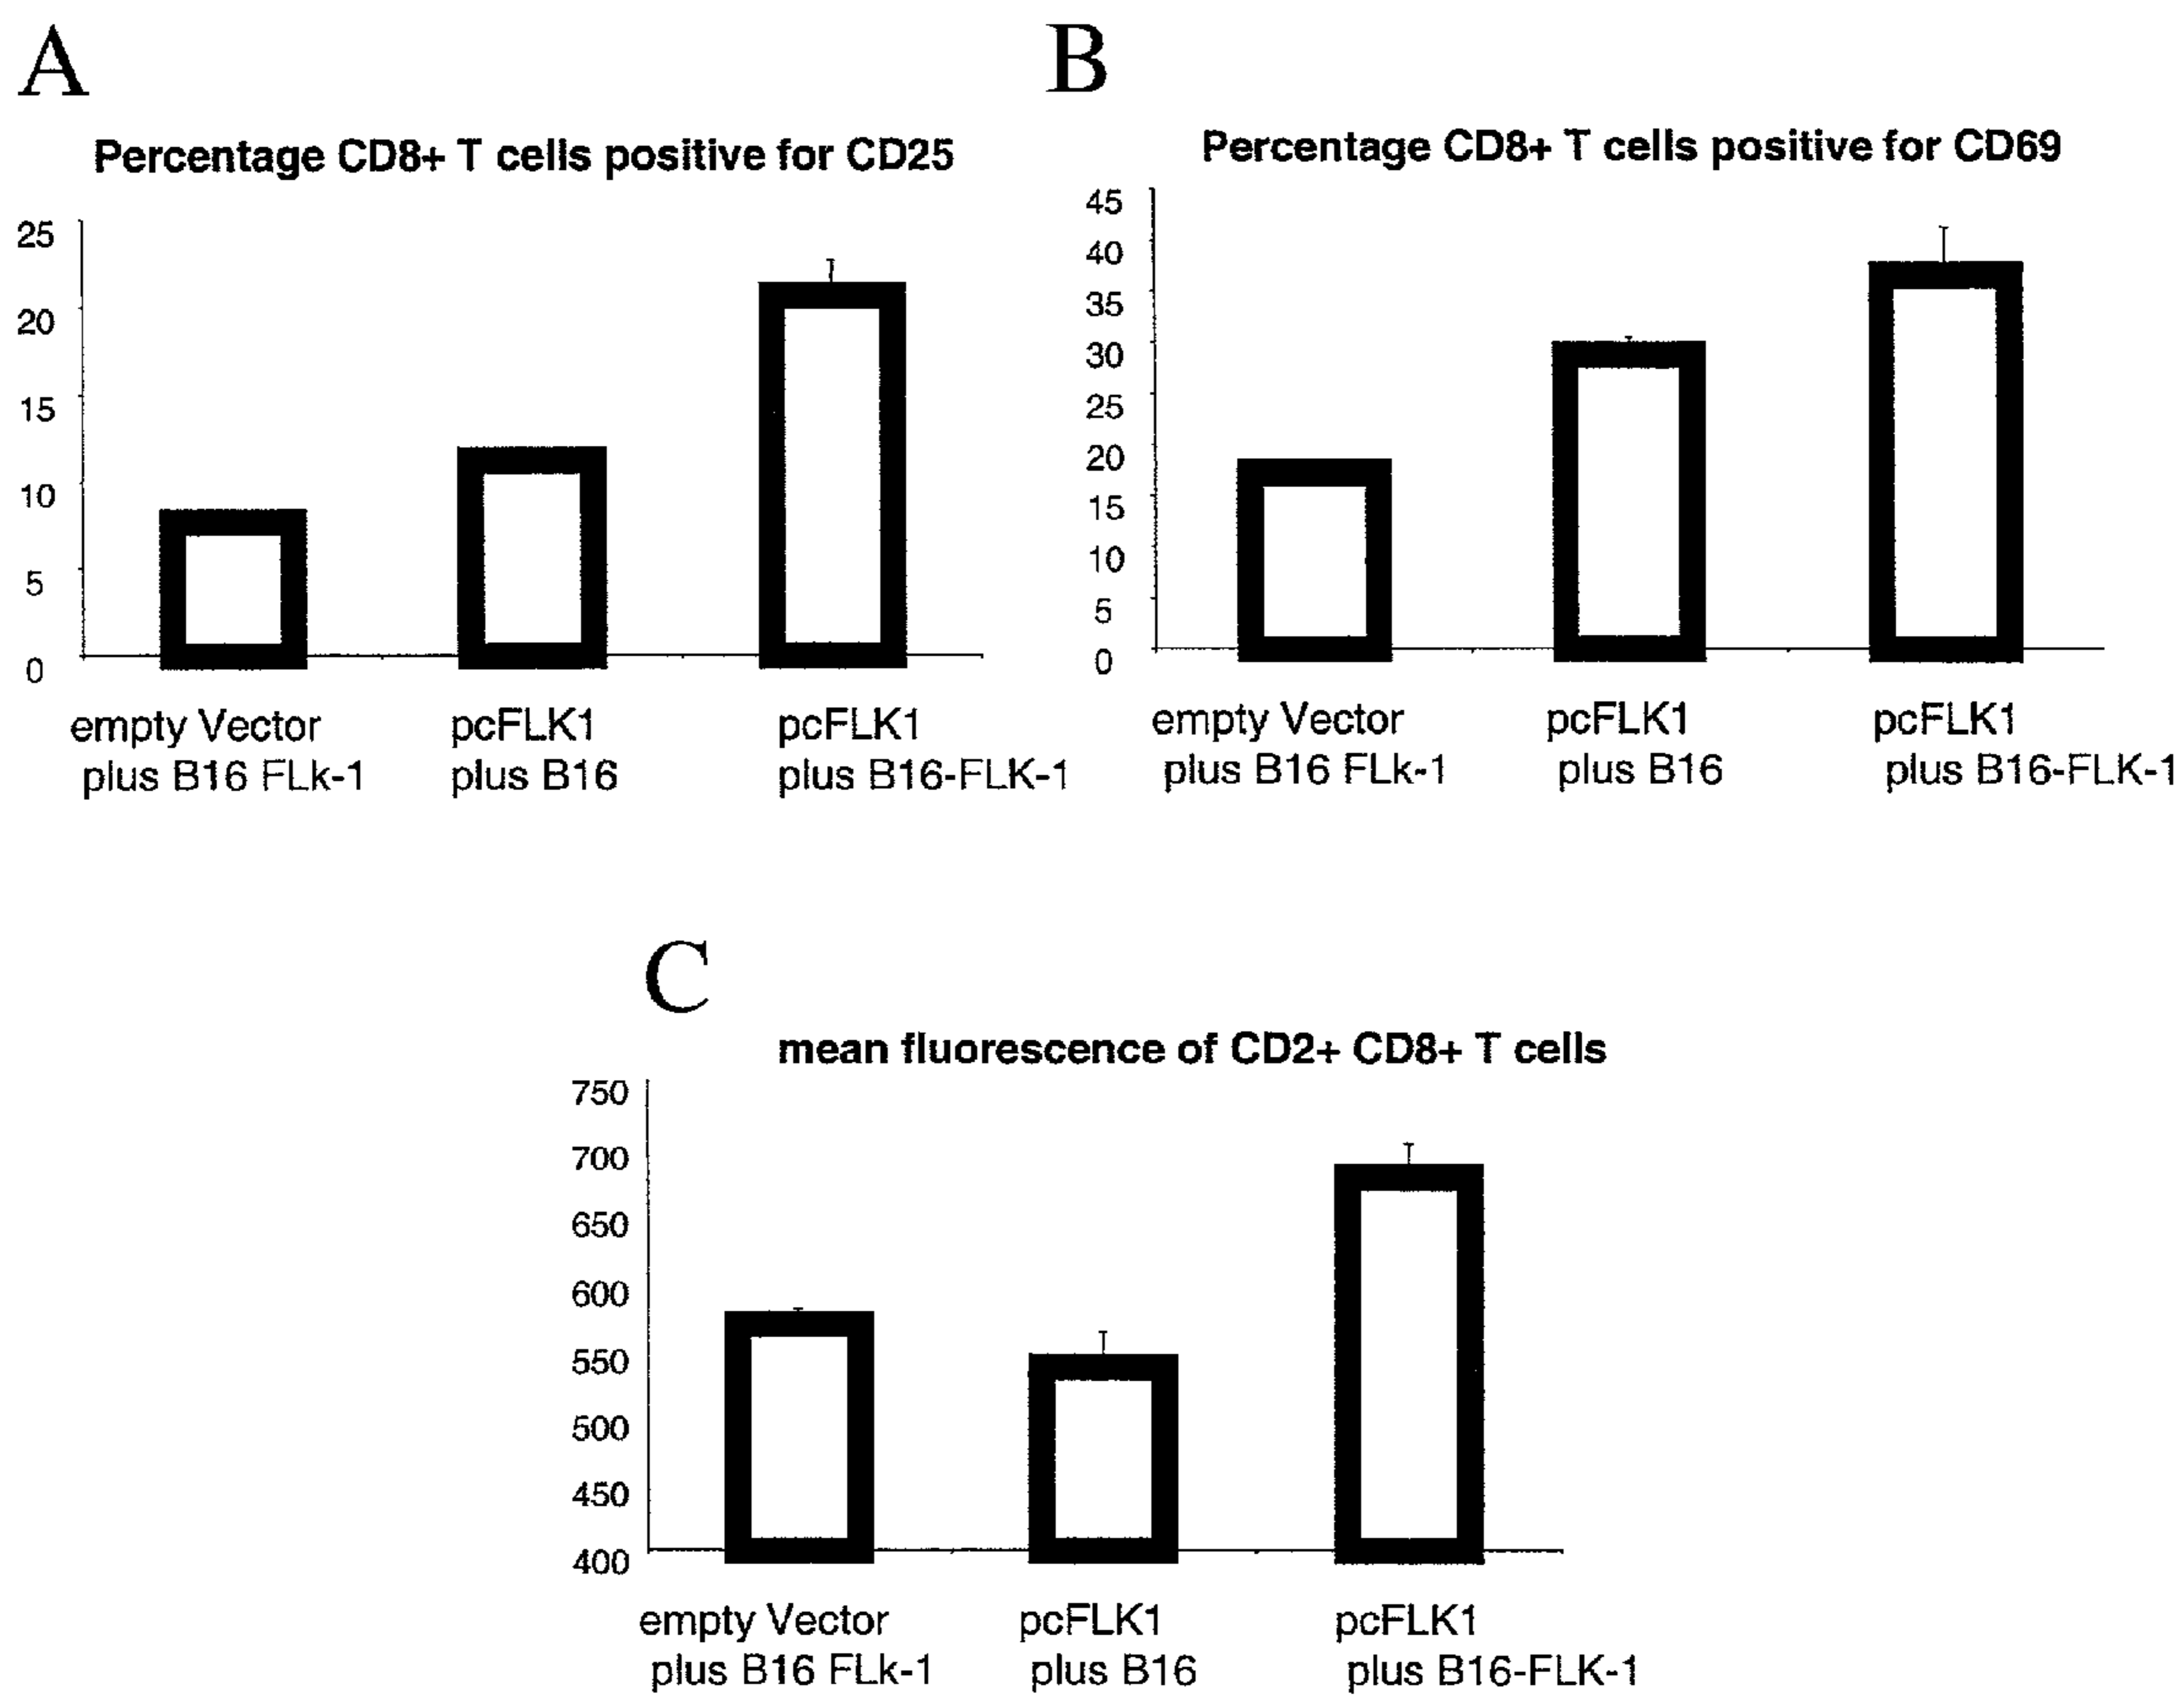 A
Percentage CD8+ T cells positive for CD25
25
20
15
10
5
0
empty Vector
plus B16 FLk-1
pcFLK1
plus B16
pcFLK1
plus B16-FLK-1
B
Percentage CD8+ T cells positive for CD69
45
40
35
30
25
20
15
10
5
0
empty Vector
plus B16 FLk-1
pcFLK1
plus B16
pcFLK1
plus B16-FLK-1
C
mean fluorescence of CD2+ CD8+ T cells
750
700
650
600
550
500
450
400
empty Vector
plus B16 FLk-1
pcFLK1
plus B16
pcFLK1
plus B16-FLK-1